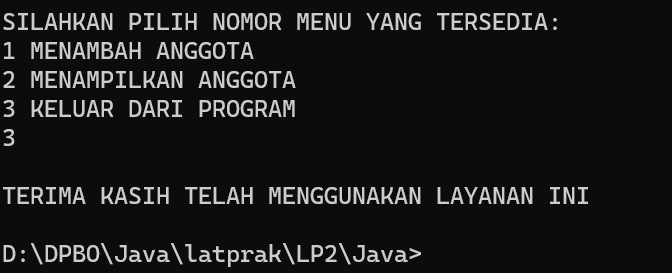 SILAHKAN PILIH NOMOR MENU YANG TERSEDIA:
1 MENAMBAH ANGGOTA
2 MENAMPILKAN ANGGOTA
3 KELUAR DARI PROGRAM
3
TERIMA KASIH TELAH MENGGUNAKAN LAYANAN INI
D:\DPBO\Java\latprak\LP2\Java>